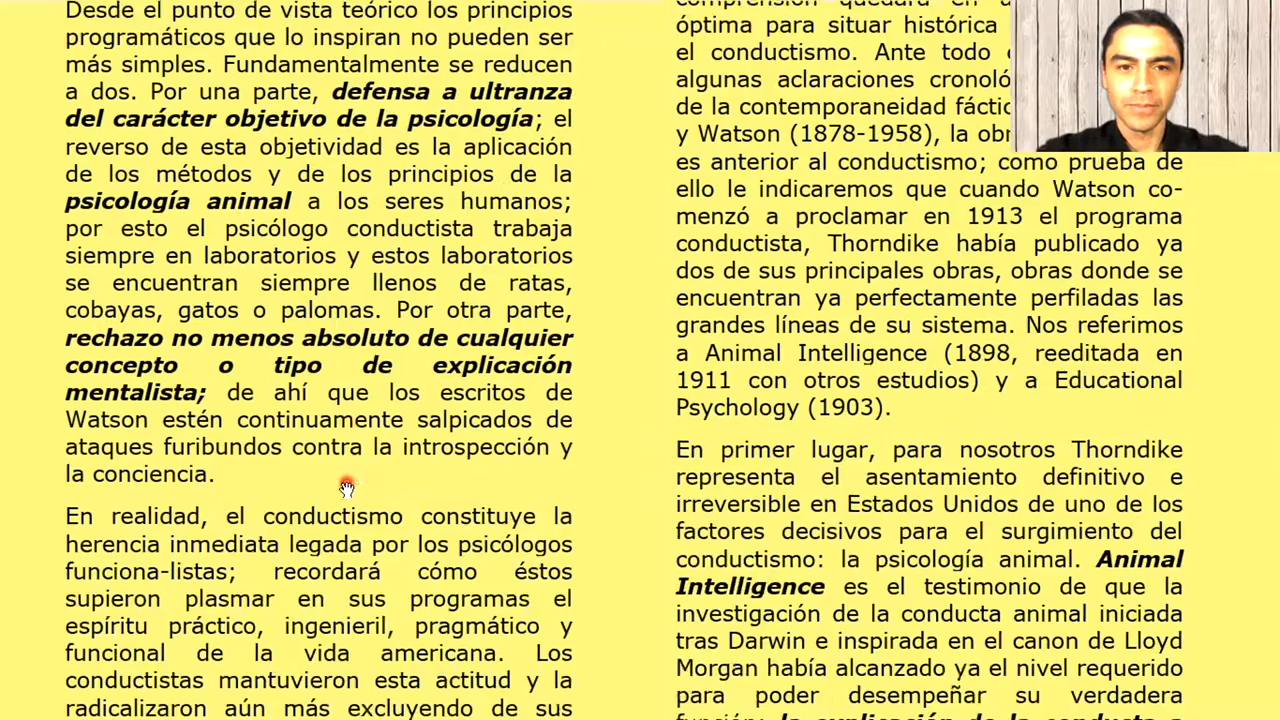 Desde el punto de vista teórico los principios
programáticos que lo inspiran no pueden ser
más simples. Fundamentalmente se reducen
a dos. Por una parte, defensa a ultranza
del carácter objetivo de la psicología; el
reverso de esta objetividad es la aplicación
de los métodos y de los principios de la
psicología animal a los seres humanos;
por esto el psicólogo conductista trabaja
siempre en laboratorios y estos laboratorios
se encuentran siempre llenos de ratas,
cobayas, gatos o palomas. Por otra parte,
rechazo no menos absoluto de cualquier
concepto o tipo de explicación
mentalista; de ahí que los escritos de
Watson estén continuamente salpicados de
ataques furibundos contra la introspección y
la conciencia.
En realidad, el conductismo constituye la
herencia inmediata legada por los psicólogos
funciona-listas; recordará cómo éstos
supieron plasmar en sus programas el
espíritu práctico, ingenieril, pragmático y
funcional de la vida americana. Los
conductistas mantuvieron esta actitud y la
radicalizaron aún más excluyendo de sus
comprensión quedará en
óptima para situar histórica
el conductismo. Ante todo
algunas aclaraciones
de la contemporaneidad
y Watson (1878-1958), la
es anterior al conductismo; como prueba de
ello le indicaremos que cuando Watson co-
menzó a proclamar en 1913 el programa
conductista, Thorndike había publicado ya
dos de sus principales obras, obras donde se
encuentran ya perfectamente perfiladas las
grandes líneas de su sistema. Nos referimos
a Animal Intelligence (1898, reeditada en
1911 con otros estudios) y a Educational
Psychology (1903).
En primer lugar, para nosotros Thorndike
representa el asentamiento definitivo e
irreversible en Estados Unidos de uno de los
factores decisivos para el surgimiento del
conductismo: la psicología animal. Animal
Intelligence es el testimonio de que la
investigación de la conducta animal iniciada
tras Darwin e inspirada en el canon de Lloyd
Morgan había alcanzado ya el nivel requerido
para poder desempeñar su verdadera
función: la explicación de la conducta a